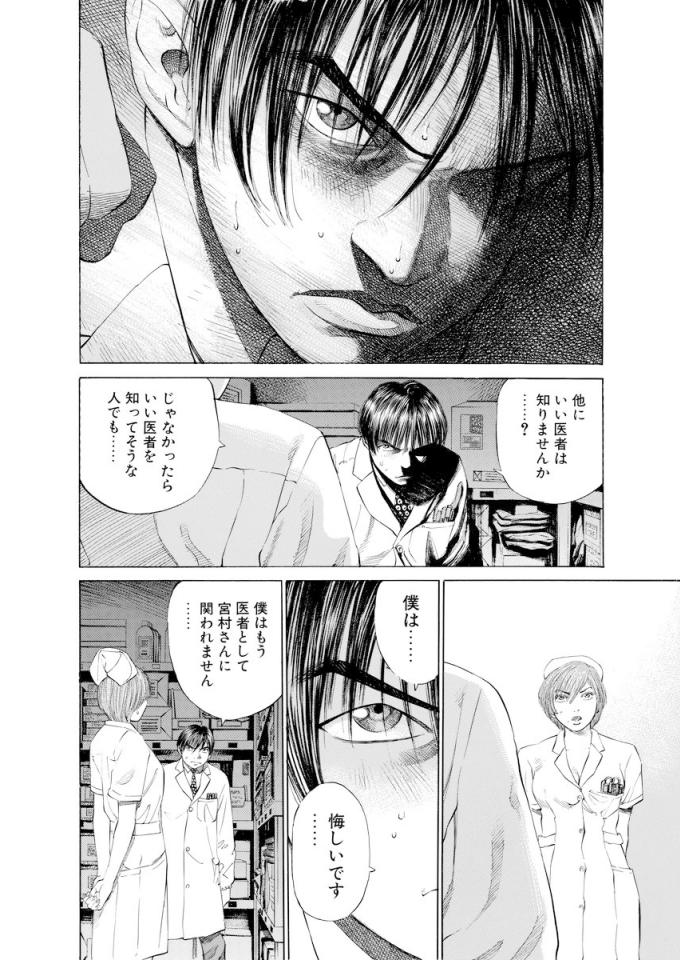 他に
いい医者は
知りませんか
……？
じゃなかったら
いい医者を
知ってそうな
人でも……
僕は……
悔しいです
……
僕はもう
医者として
宮村さんに
関われません
……